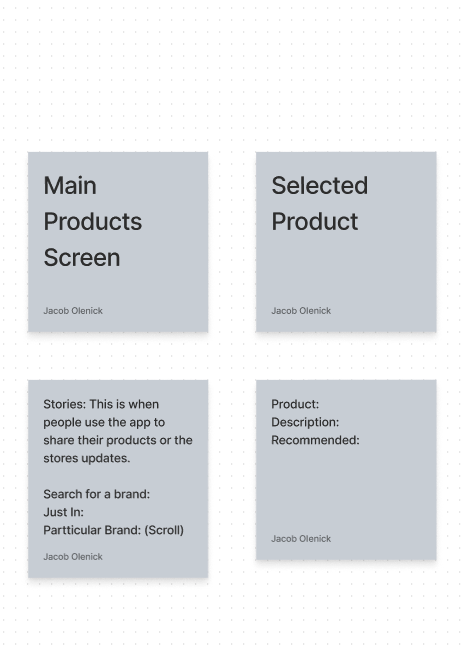 Main
Products
Screen
Jacob Olenick
Selected
Product
Jacob Olenick
Stories: This is when
people use the app to
share their products or the
stores updates.
Search for a brand:
Just In:
Partticular Brand: (Scroll)
Jacob Olenick
Product:
Description:
Recommended:
Jacob Olenick